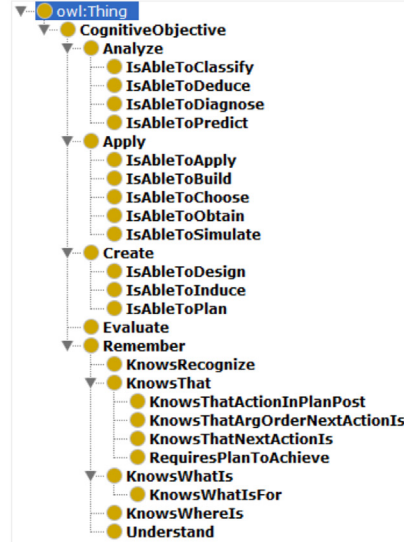 owl:Thing
CognitiveObjective
Analyze
IsAbleToClassify
IsAbleToDeduce
IsAbleToDiagnose
IsAbleToPredict
Apply
IsAbleToApply
IsAbleToBuild
IsAbleToChoose
IsAbleToObtain
IsAbleToSimulate
Create
IsAbleToDesign
IsAbleToInduce
IsAbleToPlan
Evaluate
Remember
KnowsRecognize
KnowsThat
KnowsThatActionInPlanPost
KnowsThatArgOrderNextActionIs
KnowsThatNextActionIs
RequiresPlanToAchieve
KnowsWhatIs
KnowsWhatIsFor
KnowsWhereIs
Understand